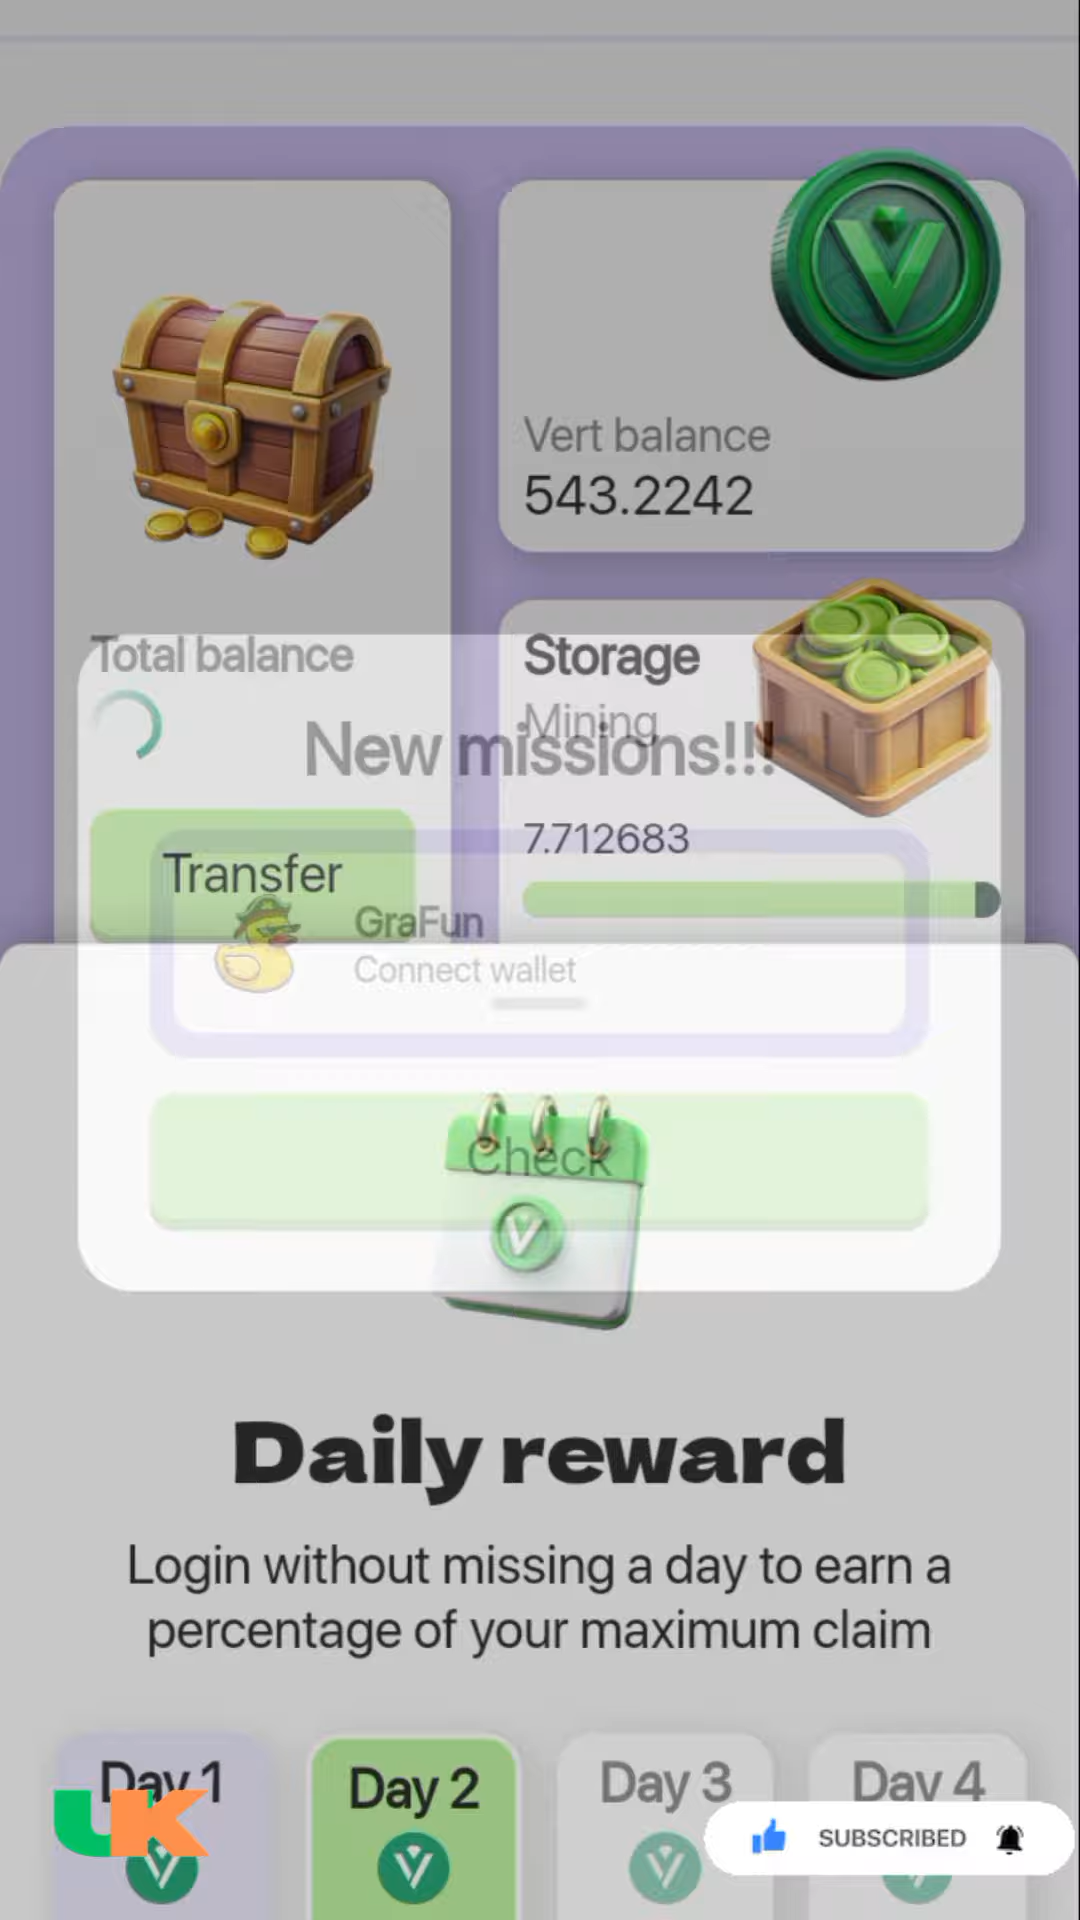 Vert balance
543.2242
Total balance
Storage
Mining
New missions!!!
7.712683
Transfer
GraFun
Connect wallet
Check
Daily reward
Login without missing a day to earn a
percentage of your maximum claim
Day 1
Day 2
Day 3
Day 4
UK
SUBSCRIBED